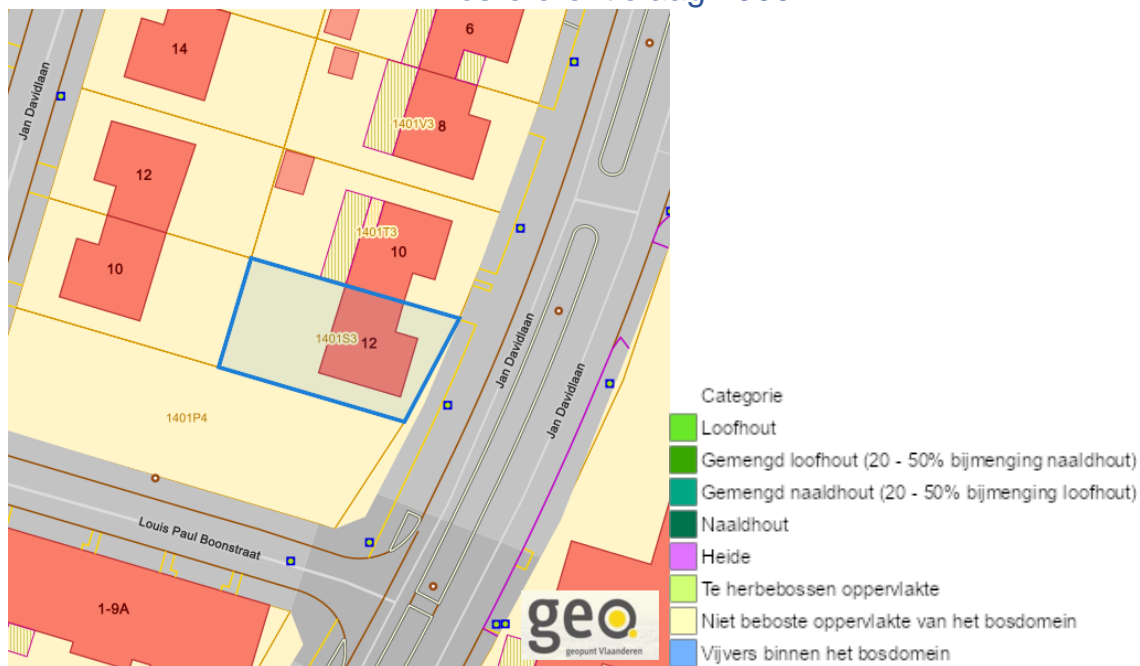 6
14
Jan Davidlaan
1401V3
8
12
1401T3
10
10
1401S3
12
Jan Davidlaan
Jan Davidlaan
1401P4
Louis Paul Boonstraat
1-9A
geo.
geopunt Vlaanderen
Categorie
Loofhout
Gemengd loofhout (20 - 50% bijmenging naaldhout)
Gemengd naaldhout (20 - 50% bijmenging loofhout)
Naaldhout
Heide
Te herbebossen oppervlakte
Niet beboste oppervlakte van het bosdomein
Vijvers binnen het bosdomein